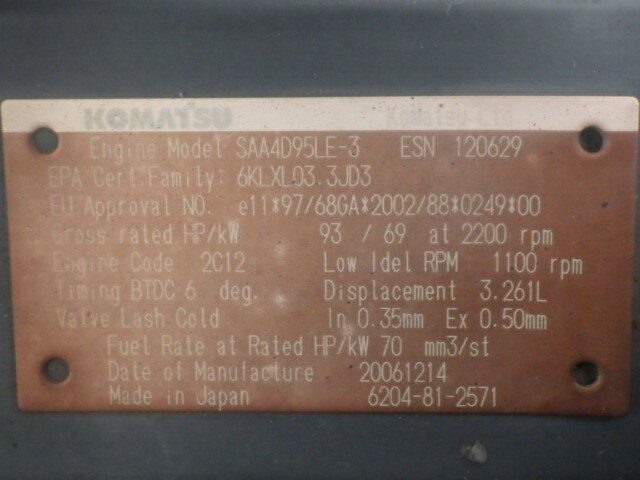 KOMATSU Komatsu Ltd.
Engine Model SAA4D95LE-3 ESN 120629
EPA Cert.Family: 6KLXL03.3JD3
EU Approval NO. e11*97/68GA*2002/88*0249*00
Gross rated HP/kW 93 / 69 at 2200 rpm
Engine Code 2C12 Low Idel RPM 1100 rpm
Timing BTDC 6 deg. Displacement 3.261L
Valve Lash Cold In 0.35mm Ex 0.50mm
Fuel Rate at Rated HP/kW 70 mm3/st
Date of Manufacture 20061214
Made in Japan 6204-81-2571